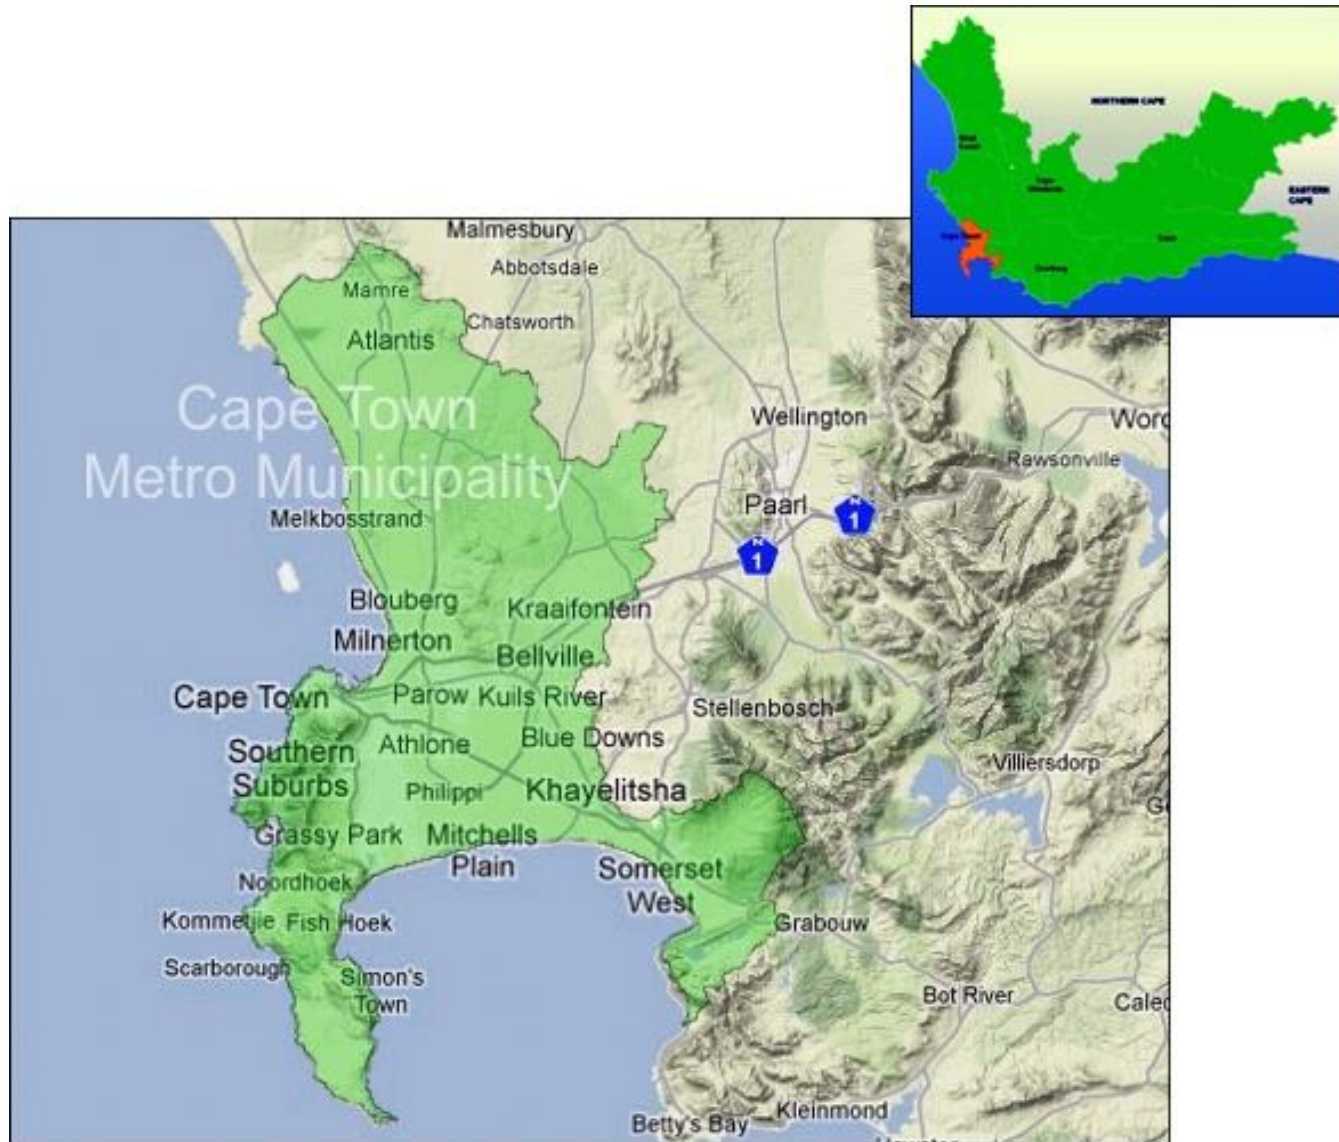 NORTHERN CAPE
EASTERN
CAPE
Malmesbury
Abbotsdale
Mamre
Chatsworth
Atlantis
Cape Town
Metro Municipality
Wellington
Rawsonville
Paarl
N
1
N
1
Melkbosstrand
Blouberg
Kraaifontein
Milnerton
Bellville
Cape Town
Parow
Kuils River
Stellenbosch
Southern
Suburbs
Athlone
Blue Downs
Villiersdorp
Philippi
Khayelitsha
Grassy Park
Mitchells
Plain
Somerset
West
Noordhoek
Kommetjie
Fish Hoek
Grabouw
Scarborough
Simon's
Town
Bot River
Kleinmond
Betty's Bay